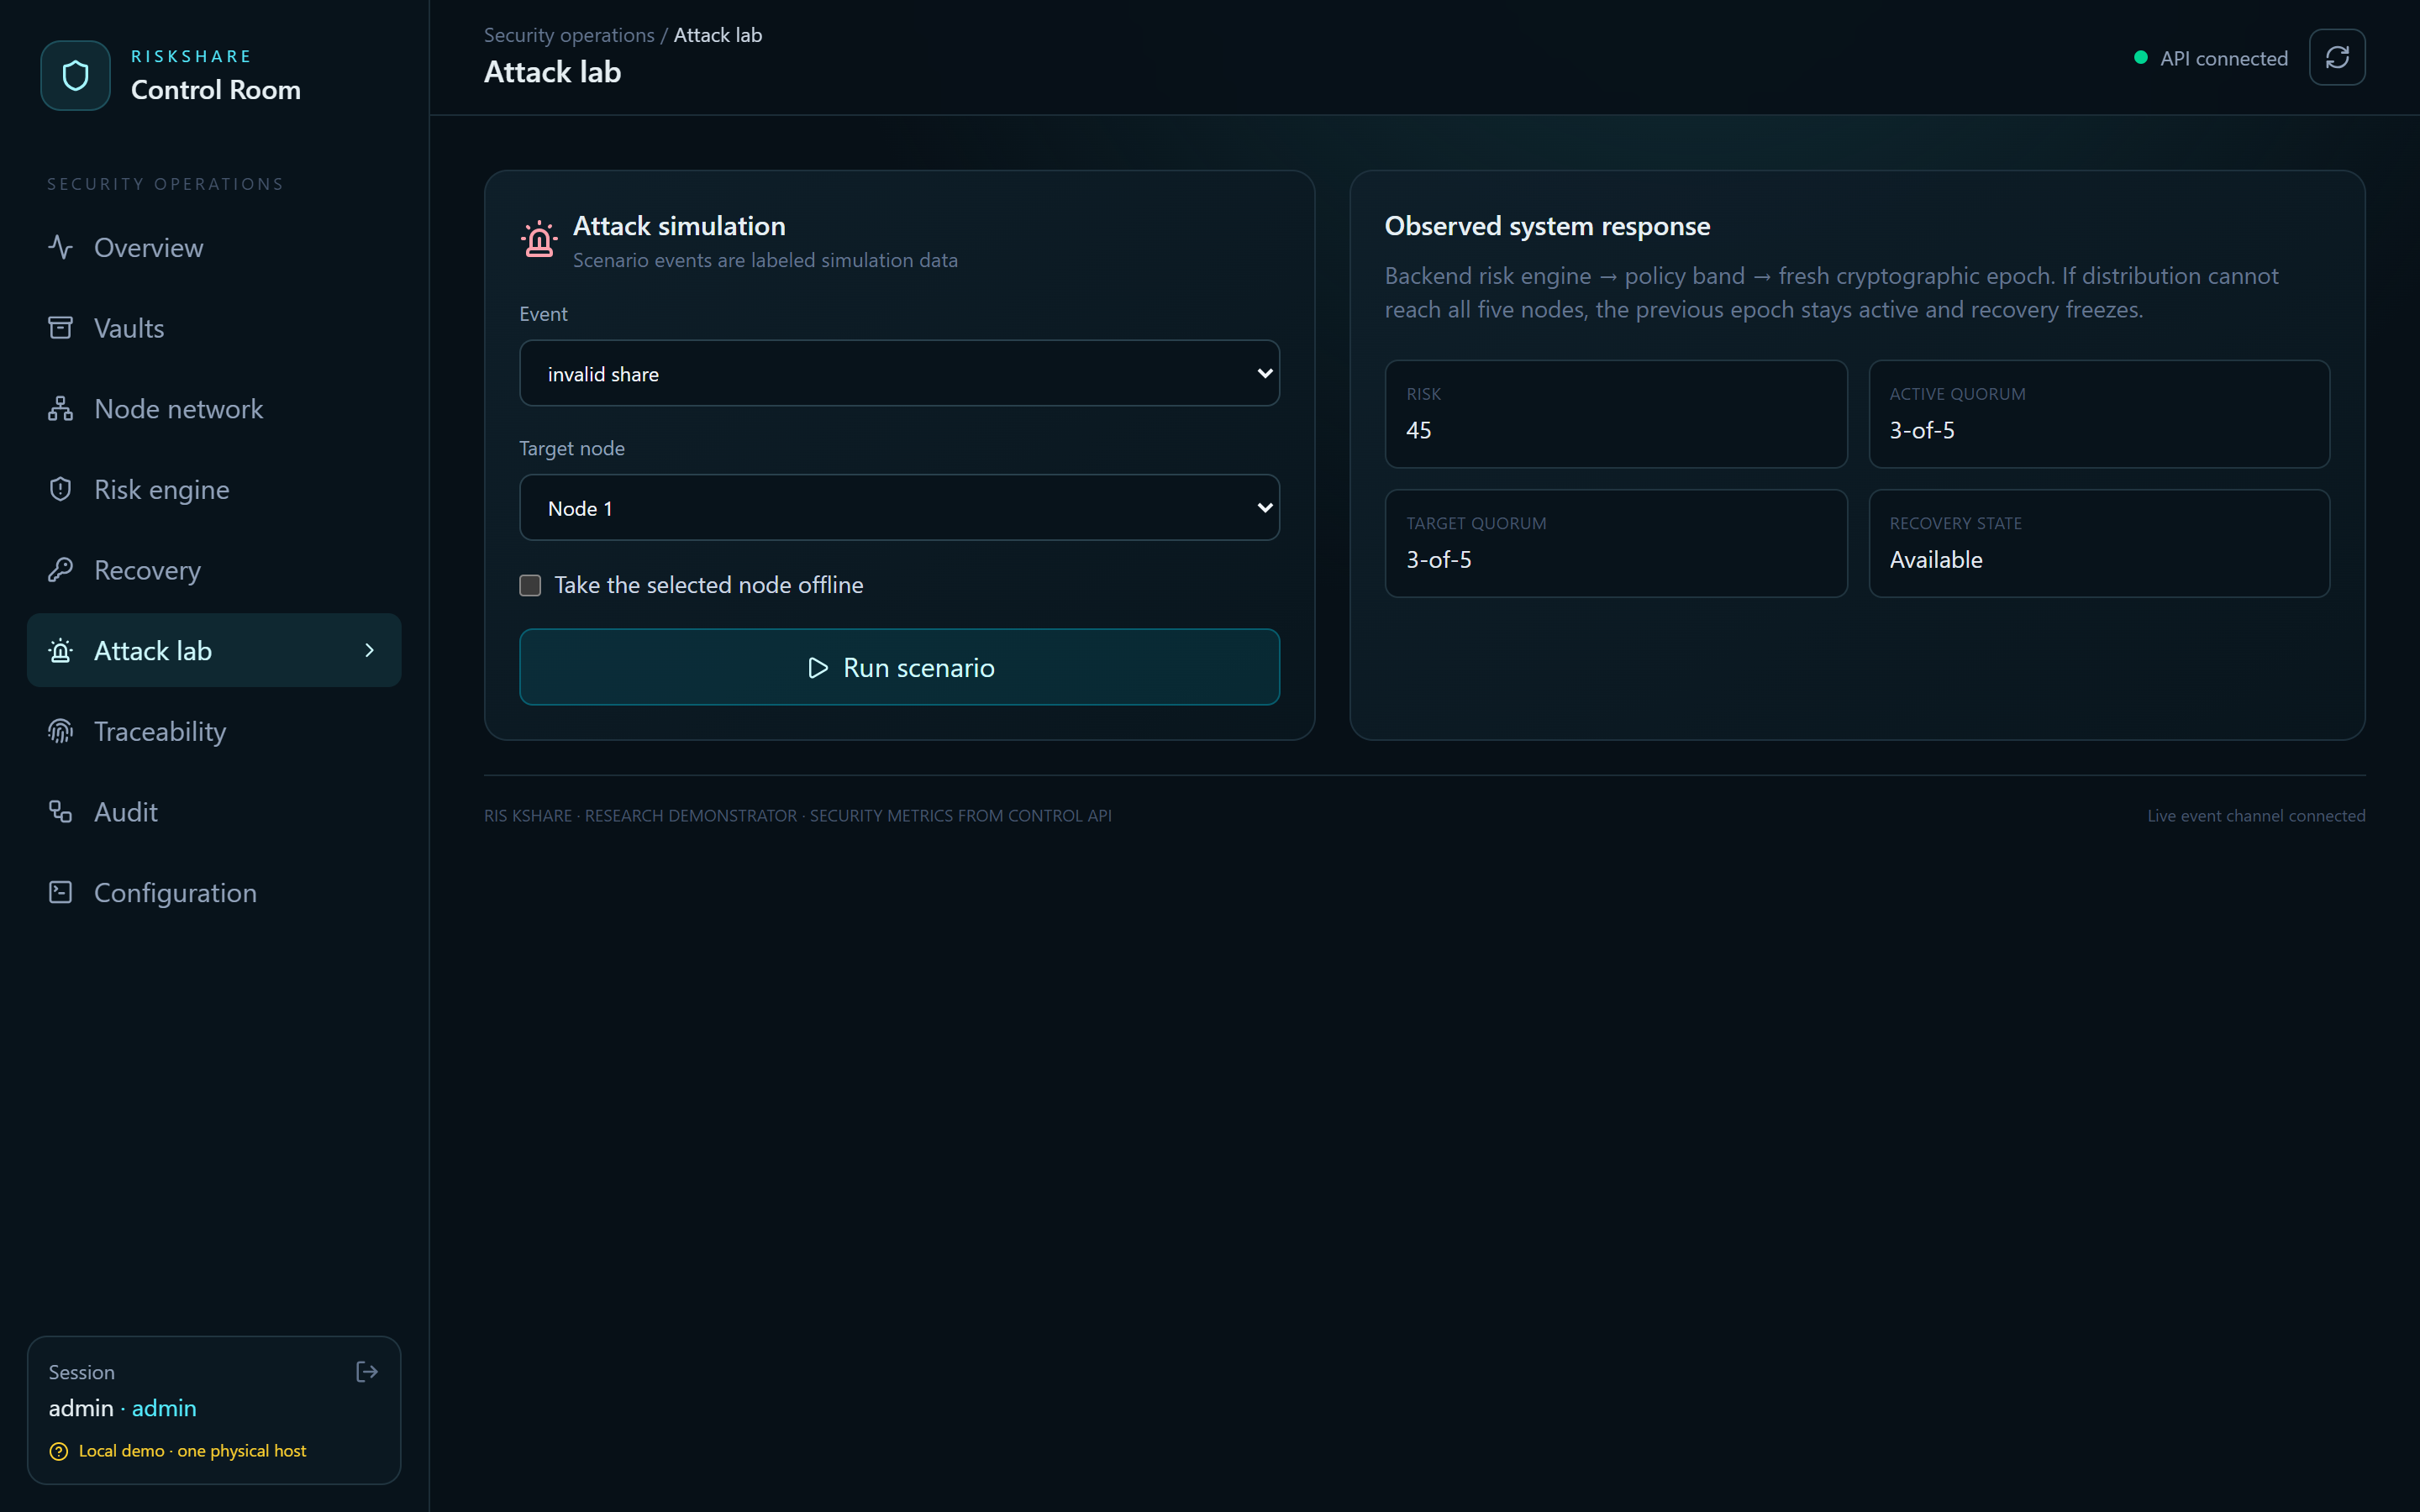 RISKSHARE
Control Room
SECURITY OPERATIONS
Overview
Vaults
Node network
Risk engine
Recovery
Attack lab
Traceability
Audit
Configuration
Session
admin · admin
Local demo · one physical host
Security operations / Attack lab
Attack lab
API connected
Attack simulation
Scenario events are labeled simulation data
Event
invalid share
Target node
Node 1
Take the selected node offline
Run scenario
Observed system response
Backend risk engine → policy band → fresh cryptographic epoch. If distribution cannot
reach all five nodes, the previous epoch stays active and recovery freezes.
RISK
45
ACTIVE QUORUM
3-of-5
TARGET QUORUM
3-of-5
RECOVERY STATE
Available
RIS KSHARE · RESEARCH DEMONSTRATOR · SECURITY METRICS FROM CONTROL API
Live event channel connected